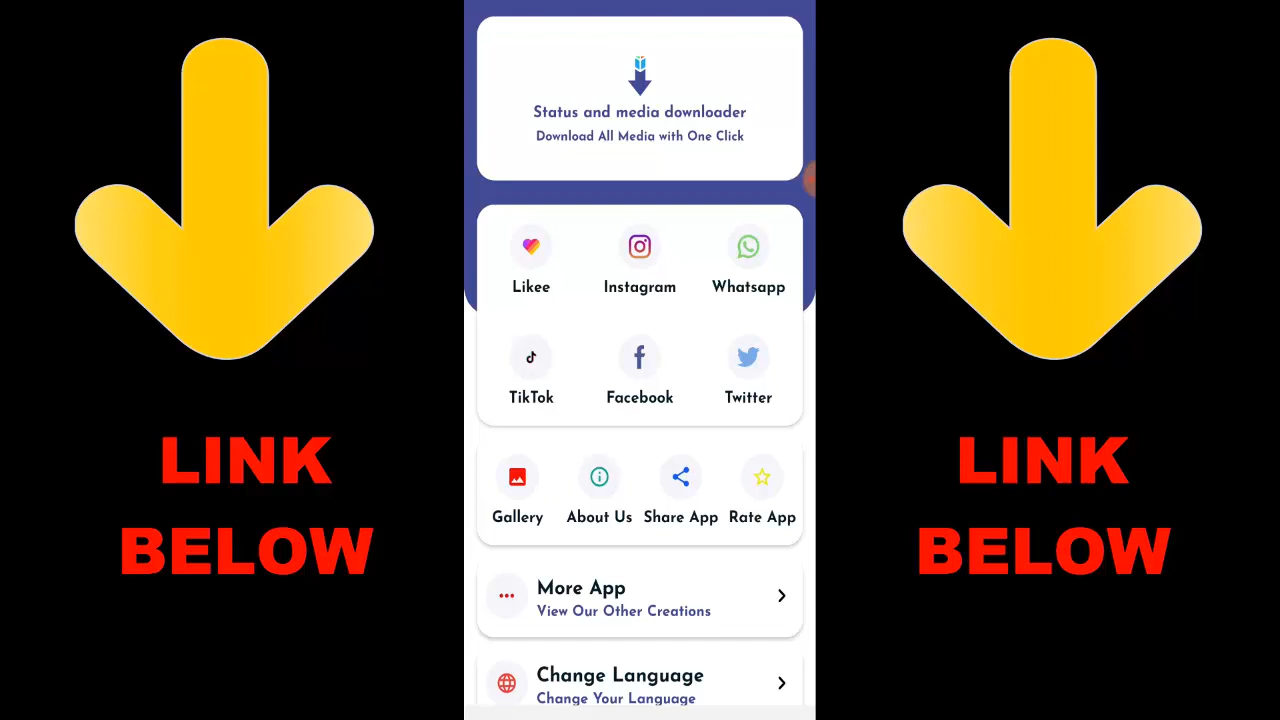 Status and media downloader
Download All Media with One Click
Likee Instagram Whatsapp
TikTok Facebook Twitter
Gallery About Us Share App Rate App
More App
View Our Other Creations
Change Language
Change Your Language
LINK
BELOW
LINK
BELOW